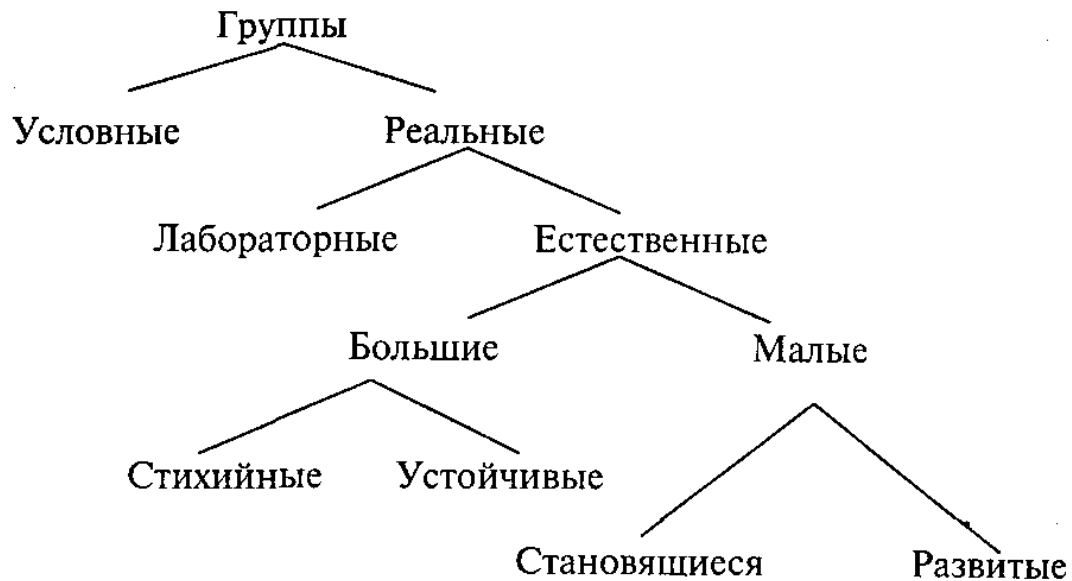 Группы
Условные Реальные
Лабораторные Естественные
Большие Малые
Стихийные Устойчивые
Становящиеся Развитые